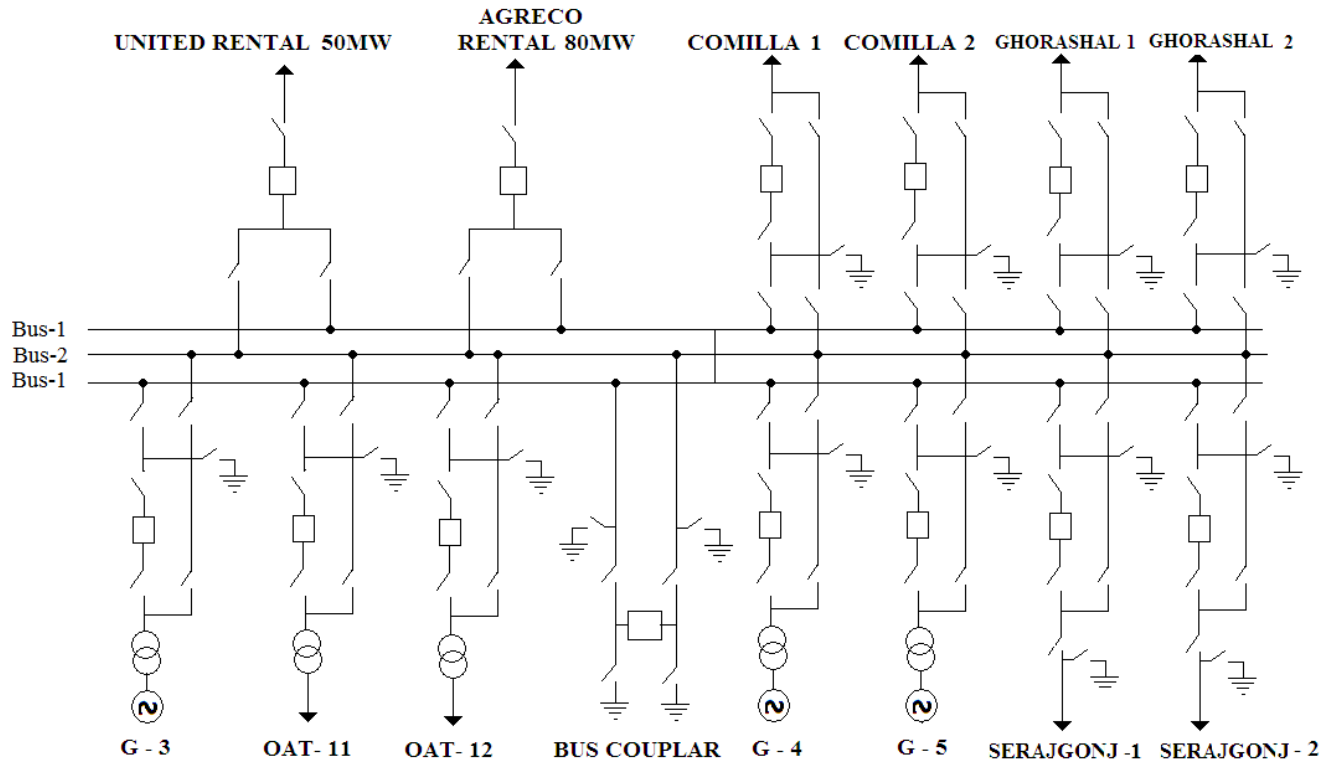 AGRECO
UNITED RENTAL 50MW
RENTAL 80MW
COMILLA 1
COMILLA 2
GHORASHAL 1
GHORASHAL 2
Bus-1
Bus-2
Bus-1
G - 3
OAT- 11
OAT- 12
BUS COUPLAR
G - 4
G - 5
SERAJGONJ -1
SERAJGONJ - 2